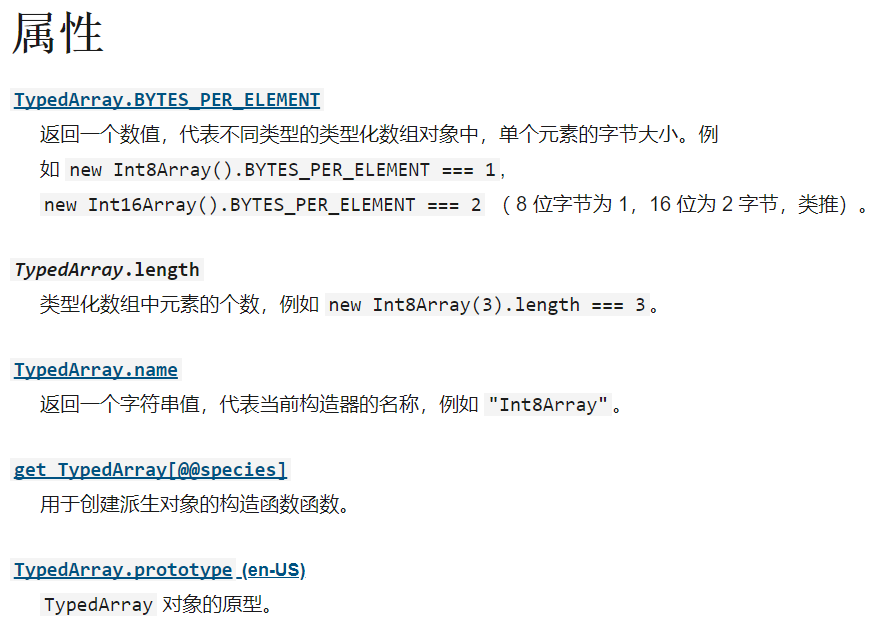 属性
TypedArray.BYTES_PER_ELEMENT
返回一个数值，代表不同类型的类型化数组对象中，单个元素的字节大小。例
如 new Int8Array().BYTES_PER_ELEMENT === 1，
new Int16Array().BYTES_PER_ELEMENT === 2 （ 8 位字节为 1，16 位为 2 字节，类推）。
TypedArray.length
类型化数组中元素的个数，例如 new Int8Array(3).length === 3。
TypedArray.name
返回一个字符串值，代表当前构造器的名称，例如 "Int8Array"。
get TypedArray[@@species]
用于创建派生对象的构造函数函数。
TypedArray.prototype (en-US)
TypedArray 对象的原型。